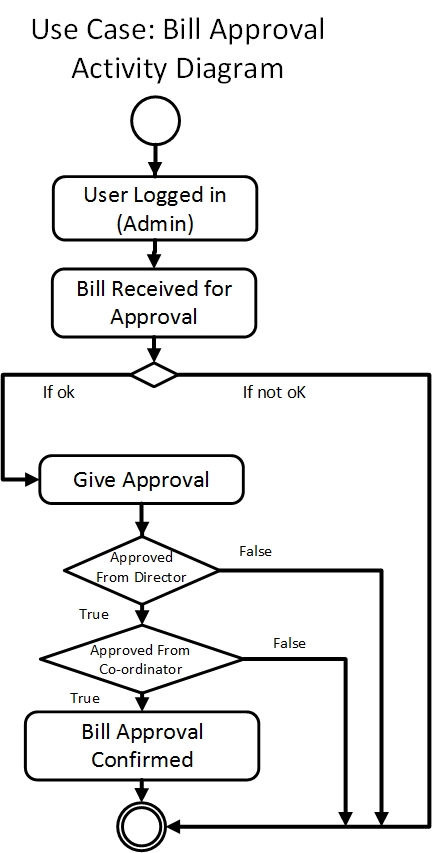 Use Case: Bill Approval
Activity Diagram
User Logged in
(Admin)
Bill Received for
Approval
If ok
If not oK
Give Approval
Approved
From Director
False
True
Approved From
Co-ordinator
False
True
Bill Approval
Confirmed